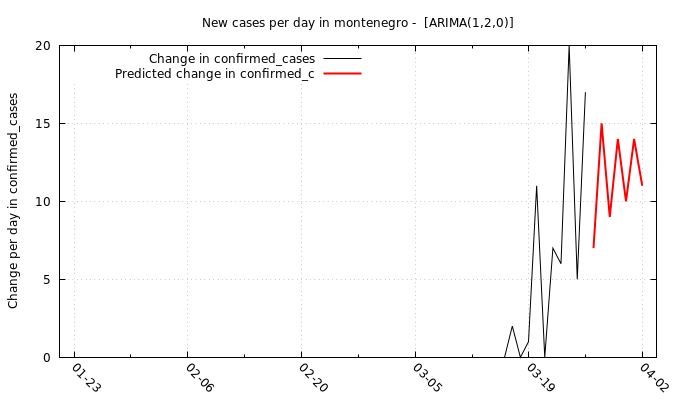 New cases per day in montenegro -  [ARIMA(1,2,0)]
Change in confirmed_cases
Predicted change in confirmed_c
Change per day in confirmed_cases
20
15
10
5
0
01-23
02-06
02-20
03-05
03-19
04-02